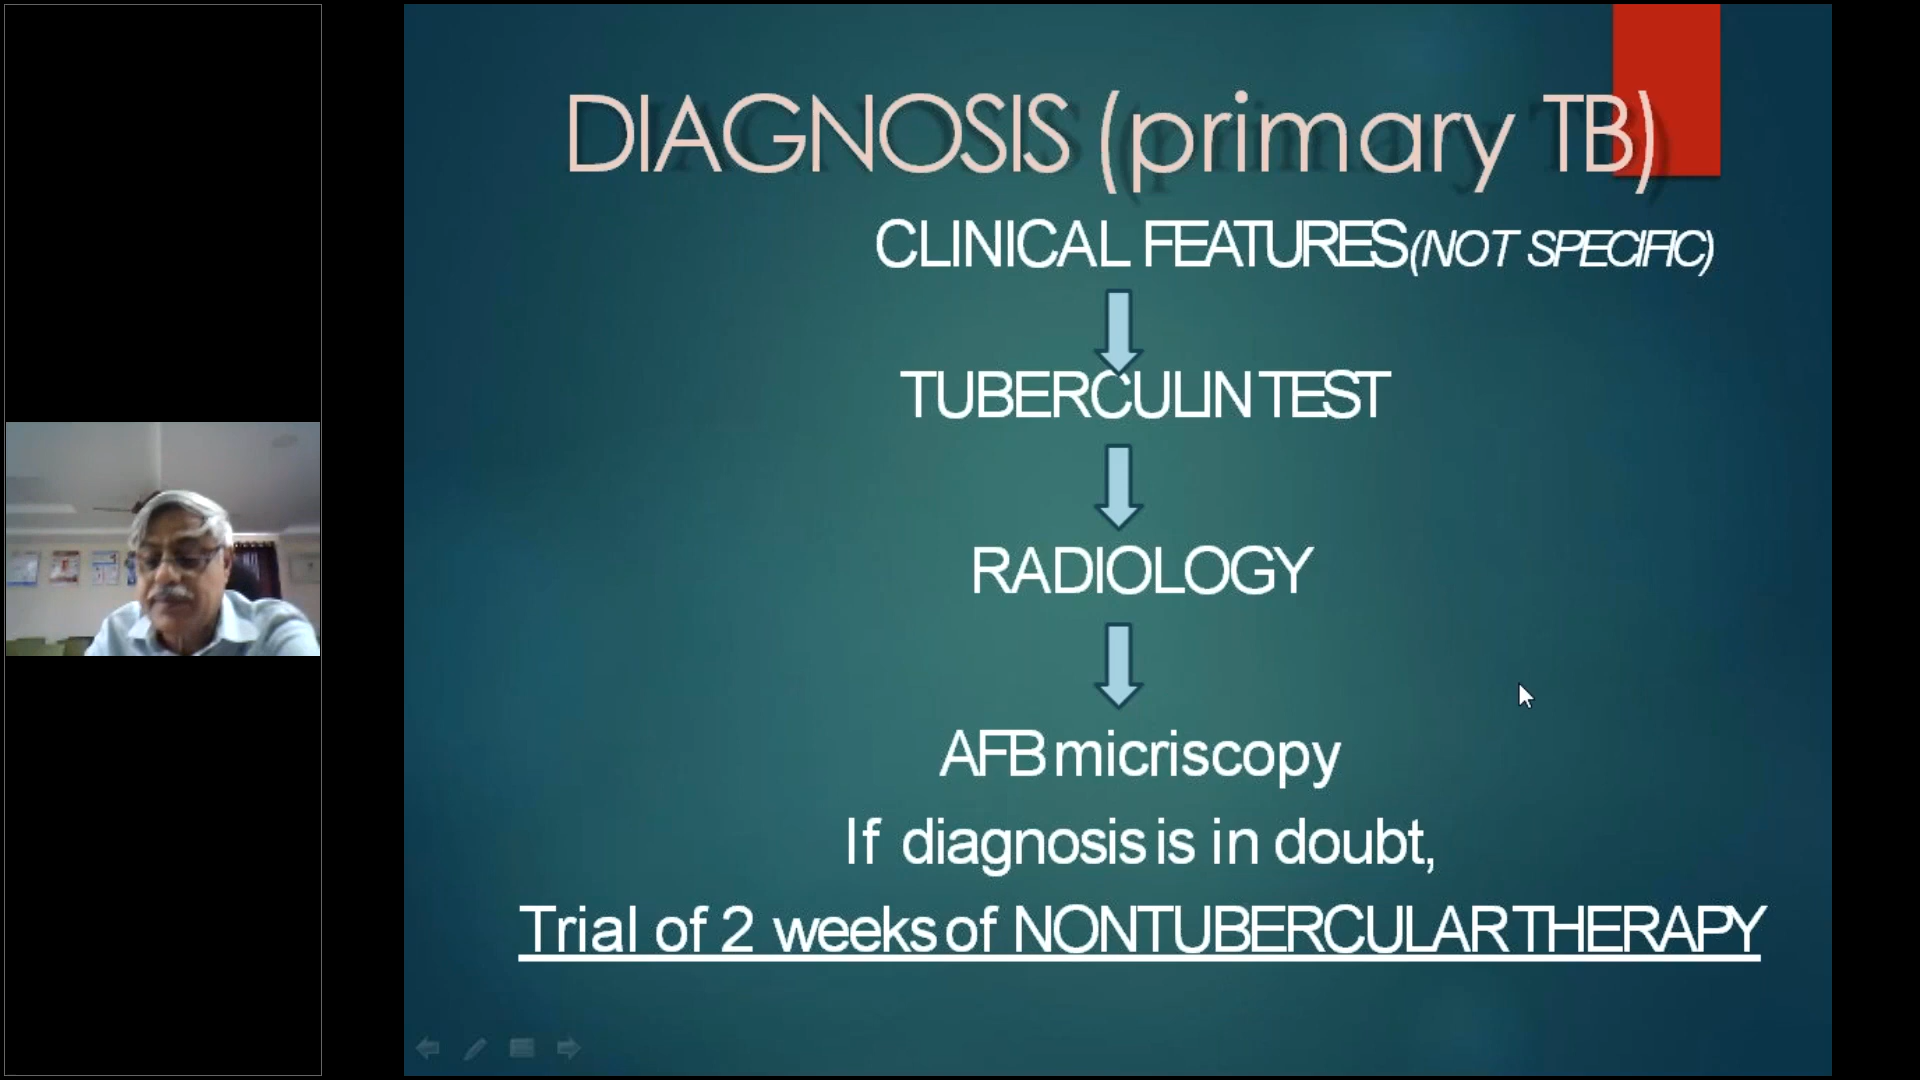 DIAGNOSIS (primary TB)
CLINICAL FEATURES(NOT SPECIFIC)
TUBERCULIN TEST
RADIOLOGY
AFB micriscopy
If diagnosis is in doubt,
Trial of 2 weeks of NONTUBERCULAR THERAPY